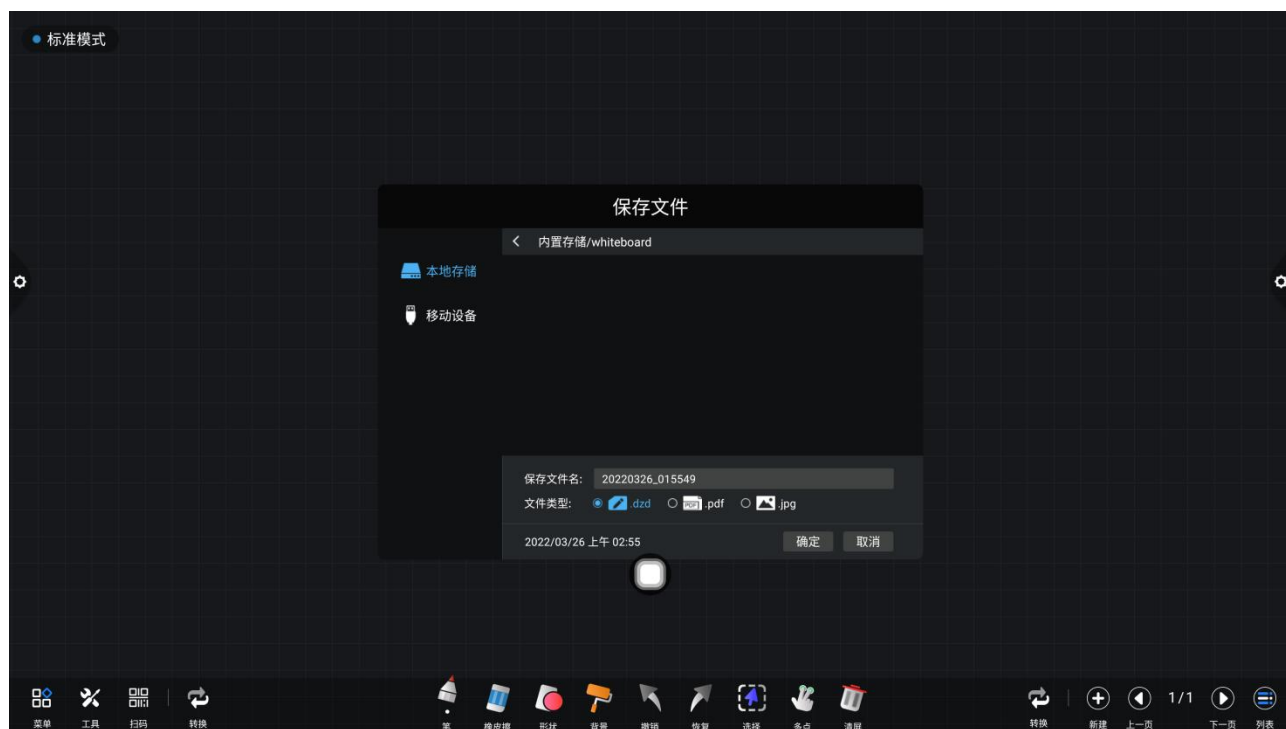 标准模式
保存文件
内置存储/whiteboard
本地存储
移动设备
保存文件名: 20220326_015549
文件类型: .dzd PDF .pdf .jpg
2022/03/26 上午 02:55 确定 取消
1/1
菜单 工具 扫码 转换 笔 橡皮擦 形状 背景 撤销 恢复 选择 多点 清屏 转换 新建 上一页 下一页 列表